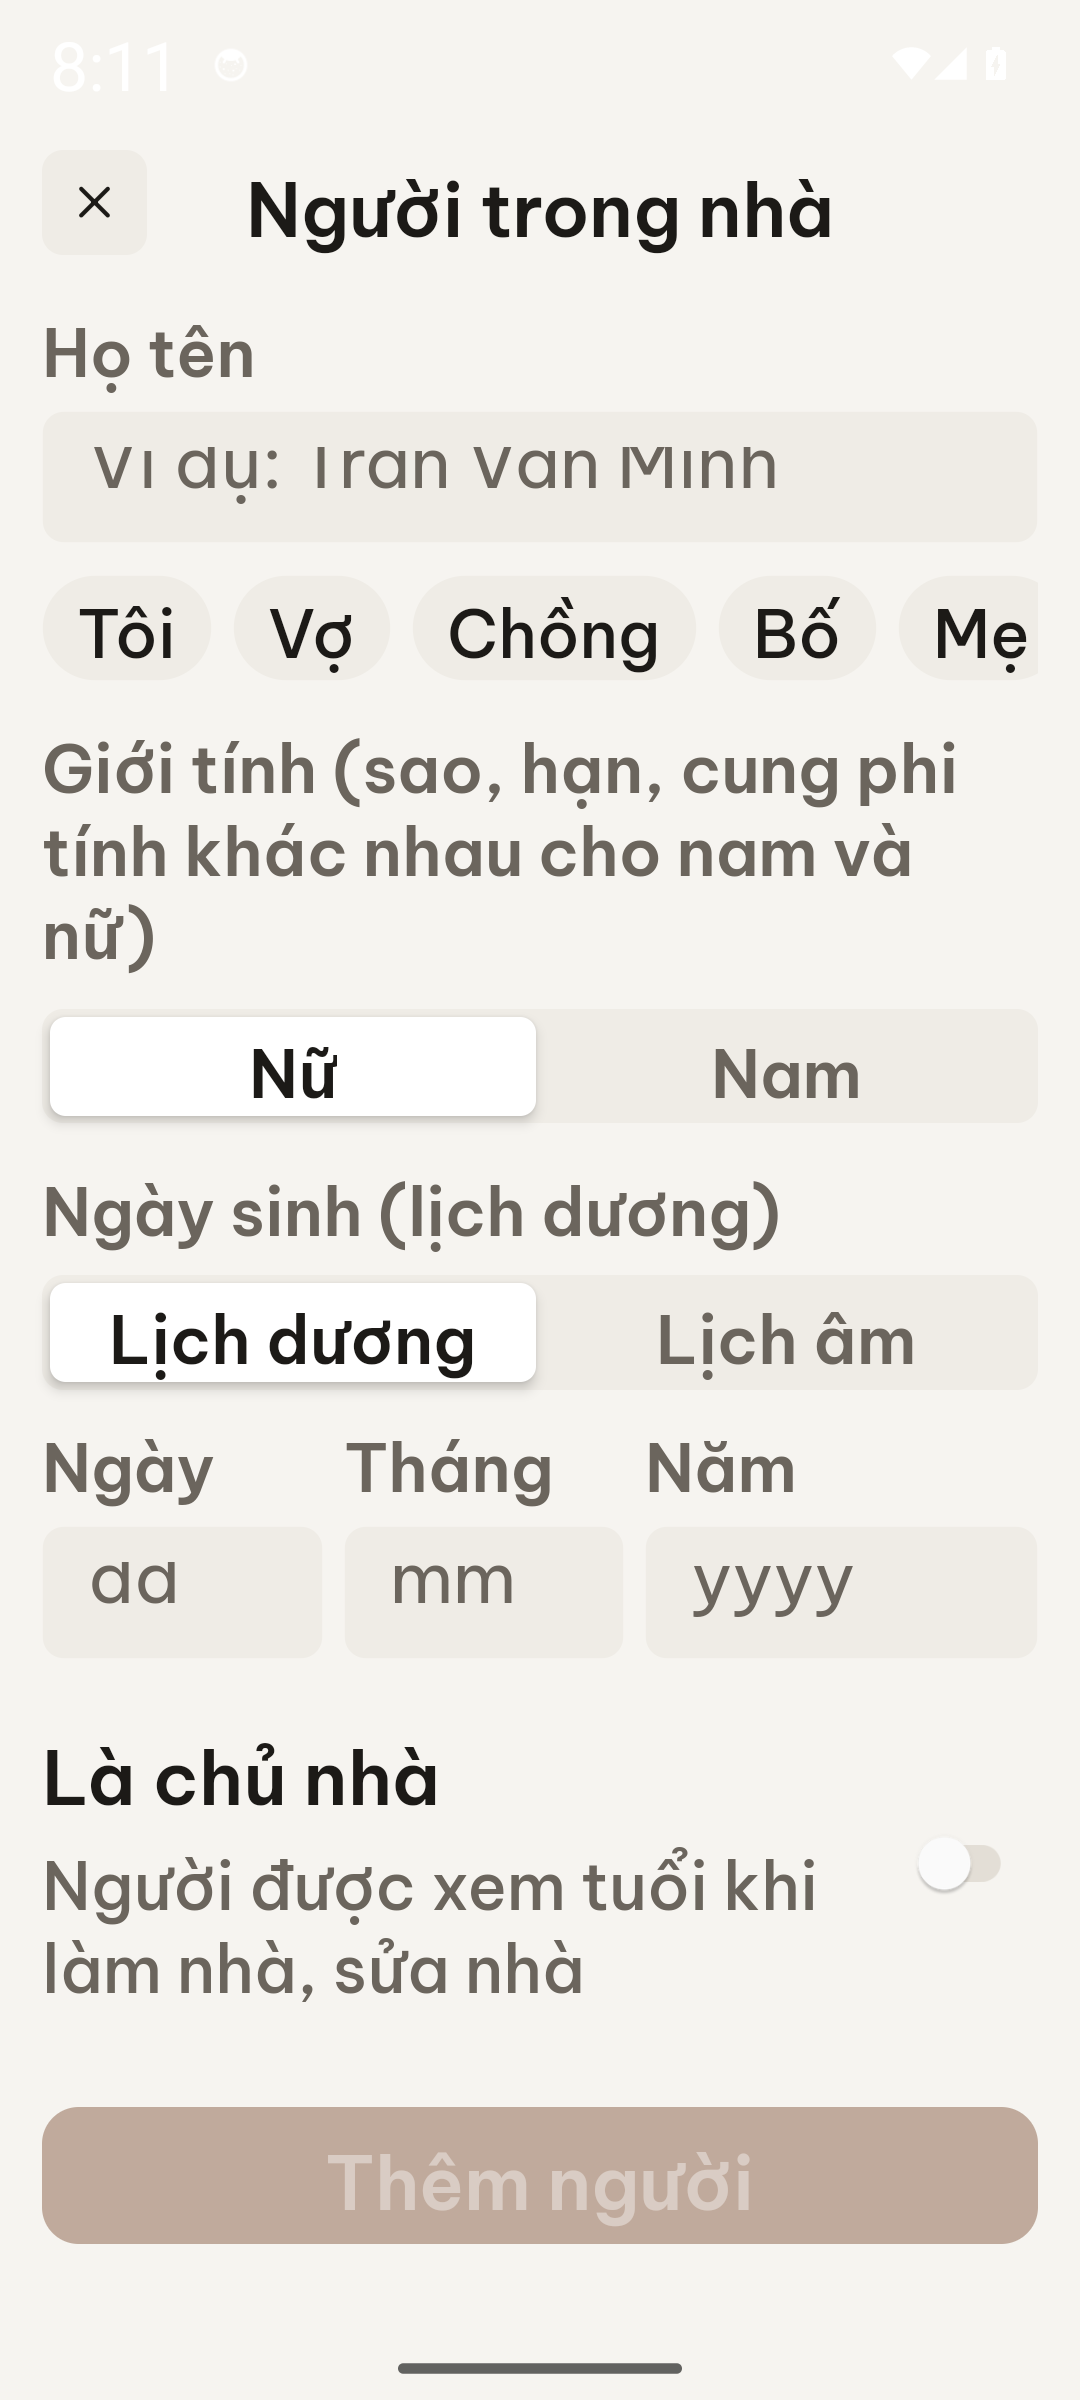 8:11
Người trong nhà
Họ tên
Ví dụ: Trần Văn Minh
Tôi Vợ Chồng Bố Mẹ
Giới tính (sao, hạn, cung phi
tính khác nhau cho nam và
nữ)
Nữ Nam
Ngày sinh (lịch dương)
Lịch dương Lịch âm
Ngày Tháng Năm
dd mm yyyy
Là chủ nhà
Người được xem tuổi khi
làm nhà, sửa nhà
Thêm người